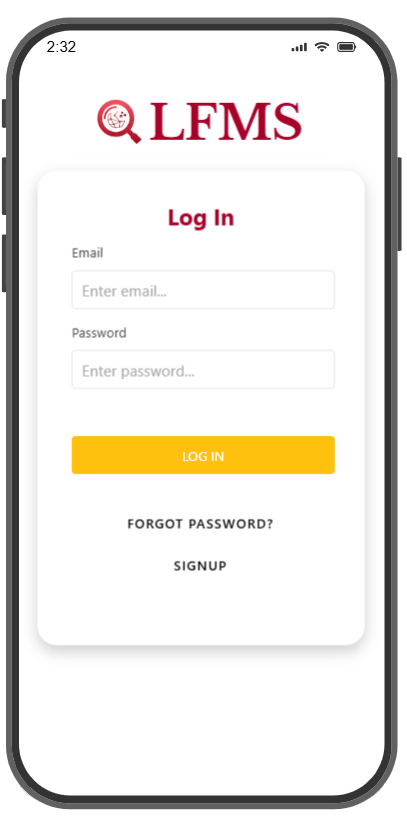 2:32
LFMS
Log In
Email
Enter email...
Password
Enter password...
LOG IN
FORGOT PASSWORD?
SIGNUP